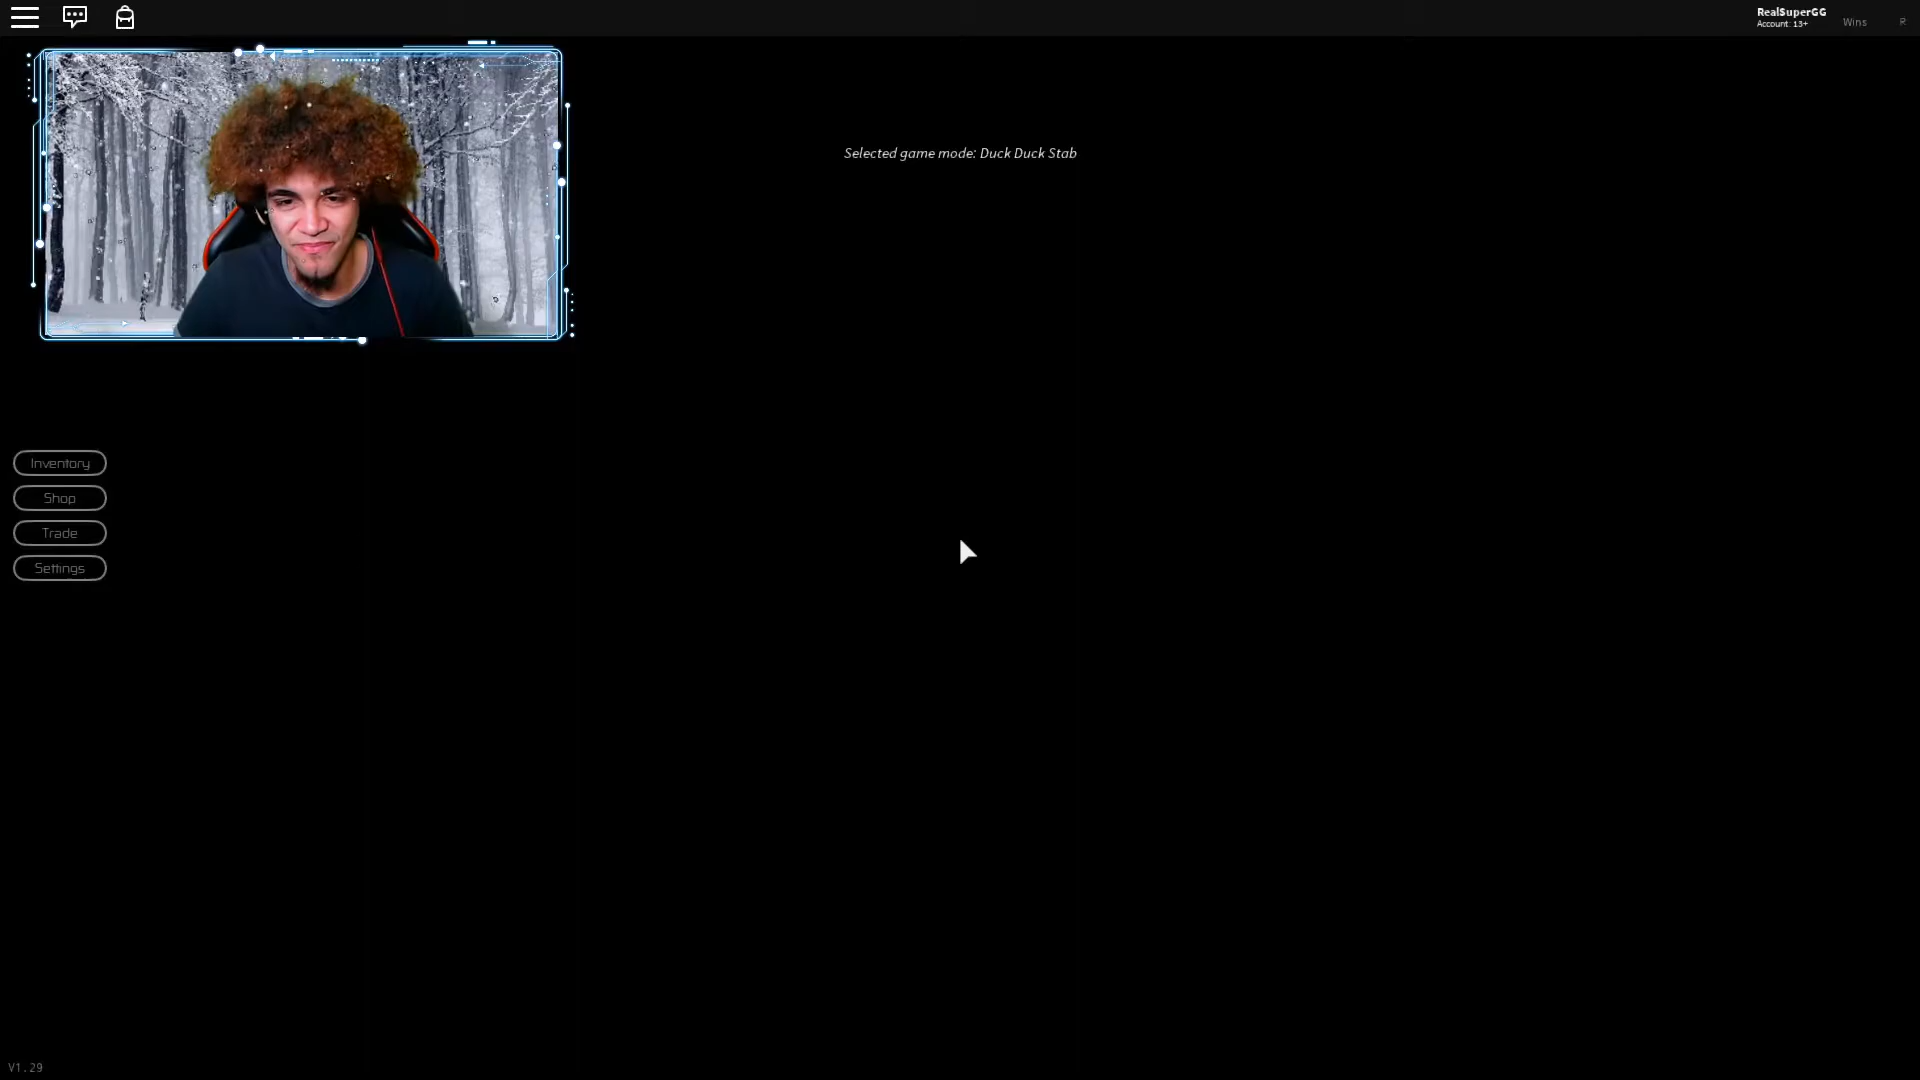 RealSuperGG
Account: 13+
Wins
R
Selected game mode: Duck Duck Stab
Inventory
Shop
Trade
Settings
V1.29